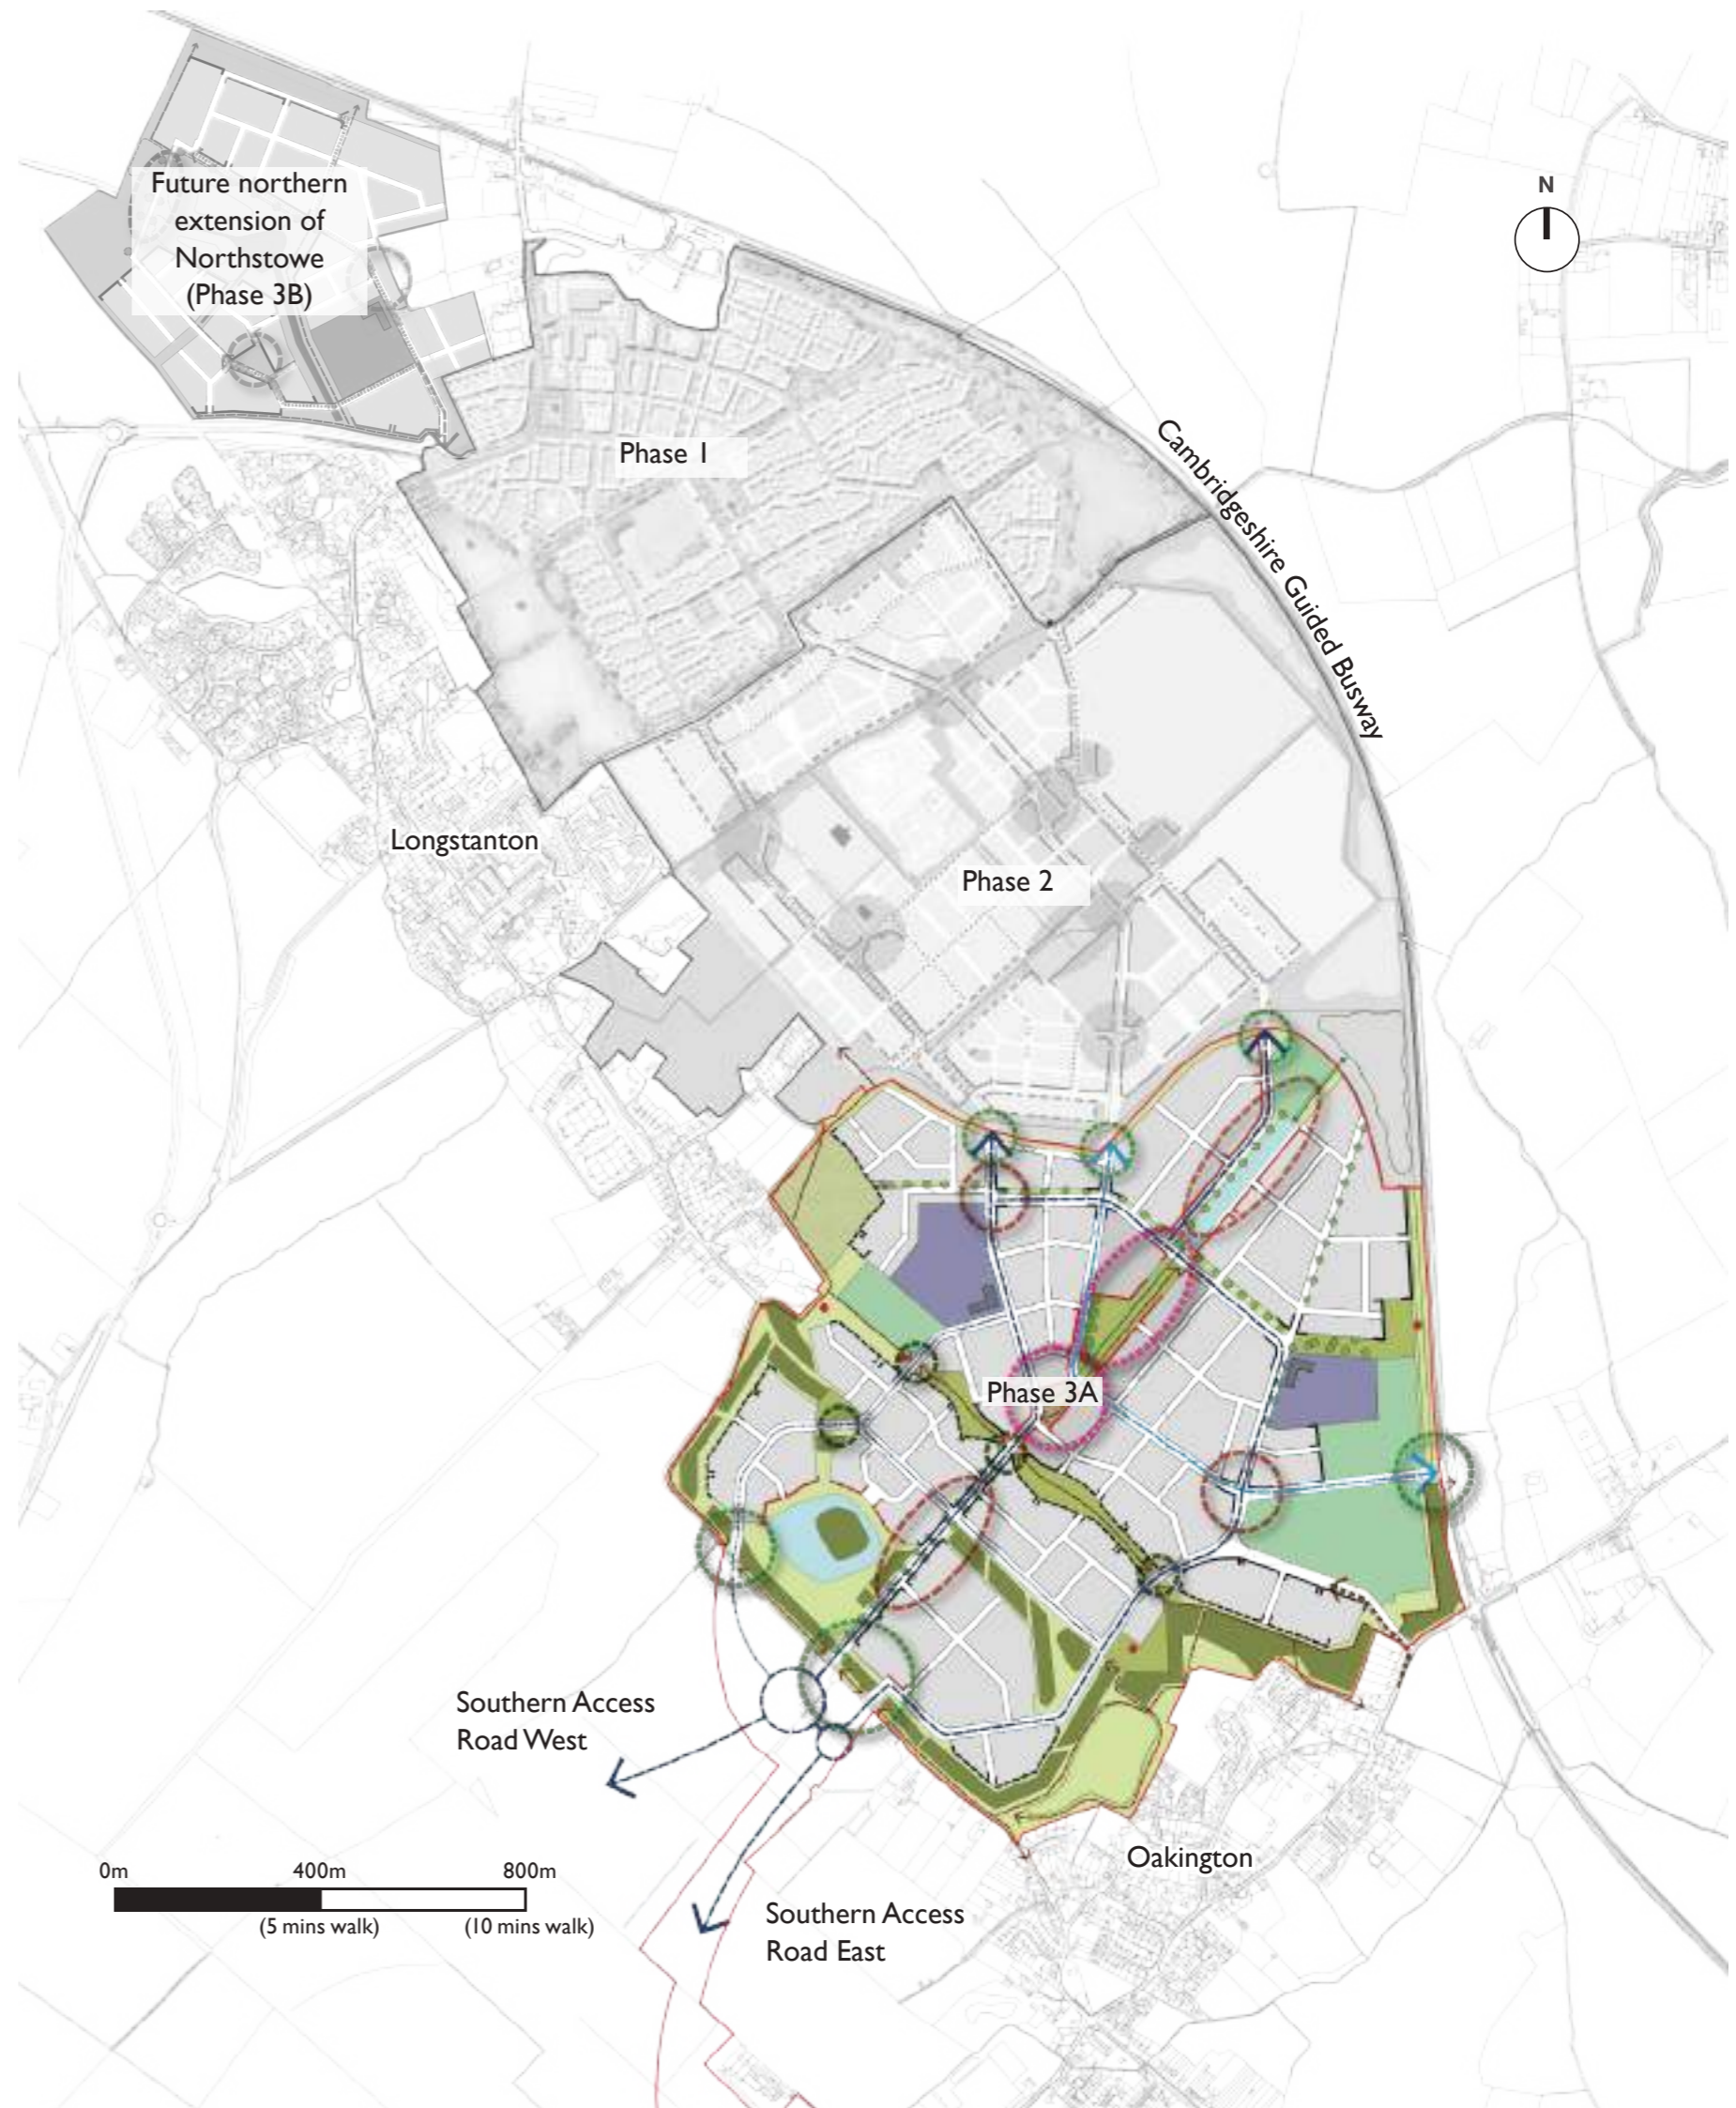 Future northern
extension of
Northstowe
(Phase 3B)
N
Phase 1
Cambridgeshire Guided Busway
Longstanton
Phase 2
Phase 3A
Southern Access
Road West
Oakington
0m 400m 800m
(5 mins walk) (10 mins walk)
Southern Access
Road East